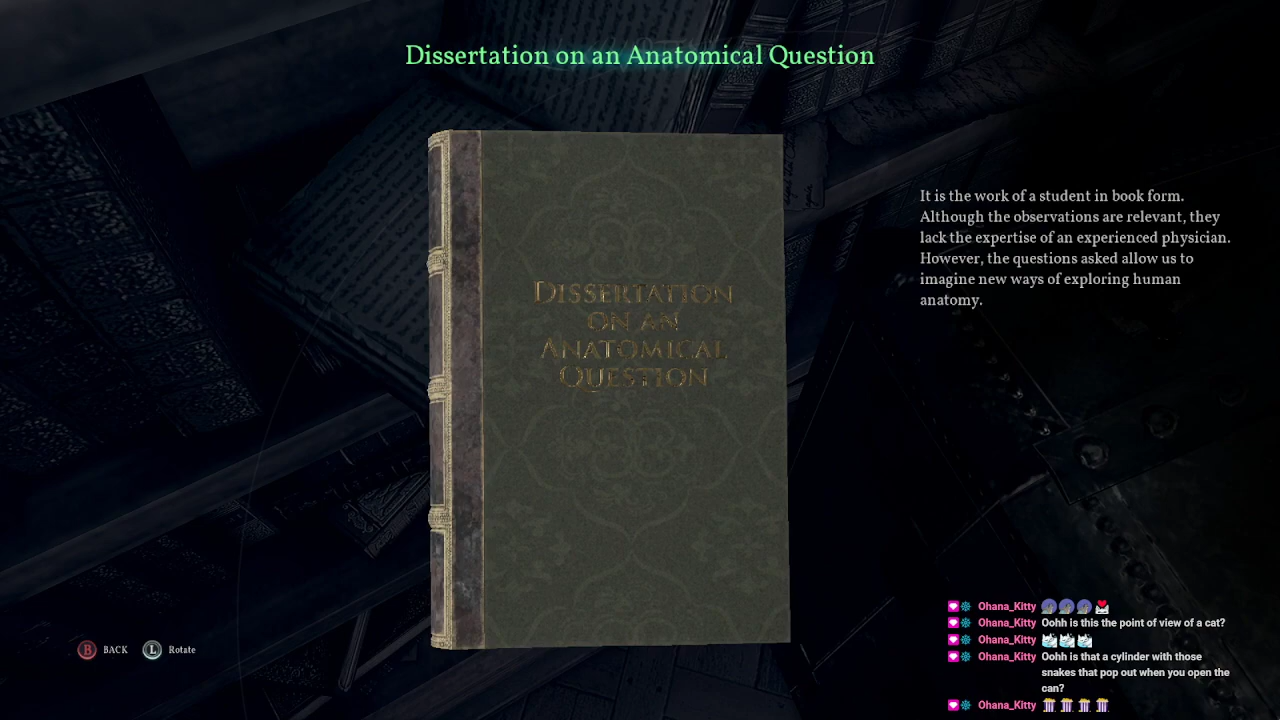 Dissertation on an Anatomical Question
DISSERTATION
ON AN
ANATOMICAL
QUESTION
It is the work of a student in book form.
Although the observations are relevant, they
lack the expertise of an experienced physician.
However, the questions asked allow us to
imagine new ways of exploring human
anatomy.
B BACK L Rotate
Ohana_Kitty
Ohana_Kitty Oohh is this the point of view of a cat?
Ohana_Kitty
Ohana_Kitty Oohh is that a cylinder with those
snakes that pop out when you open the
can?
Ohana_Kitty